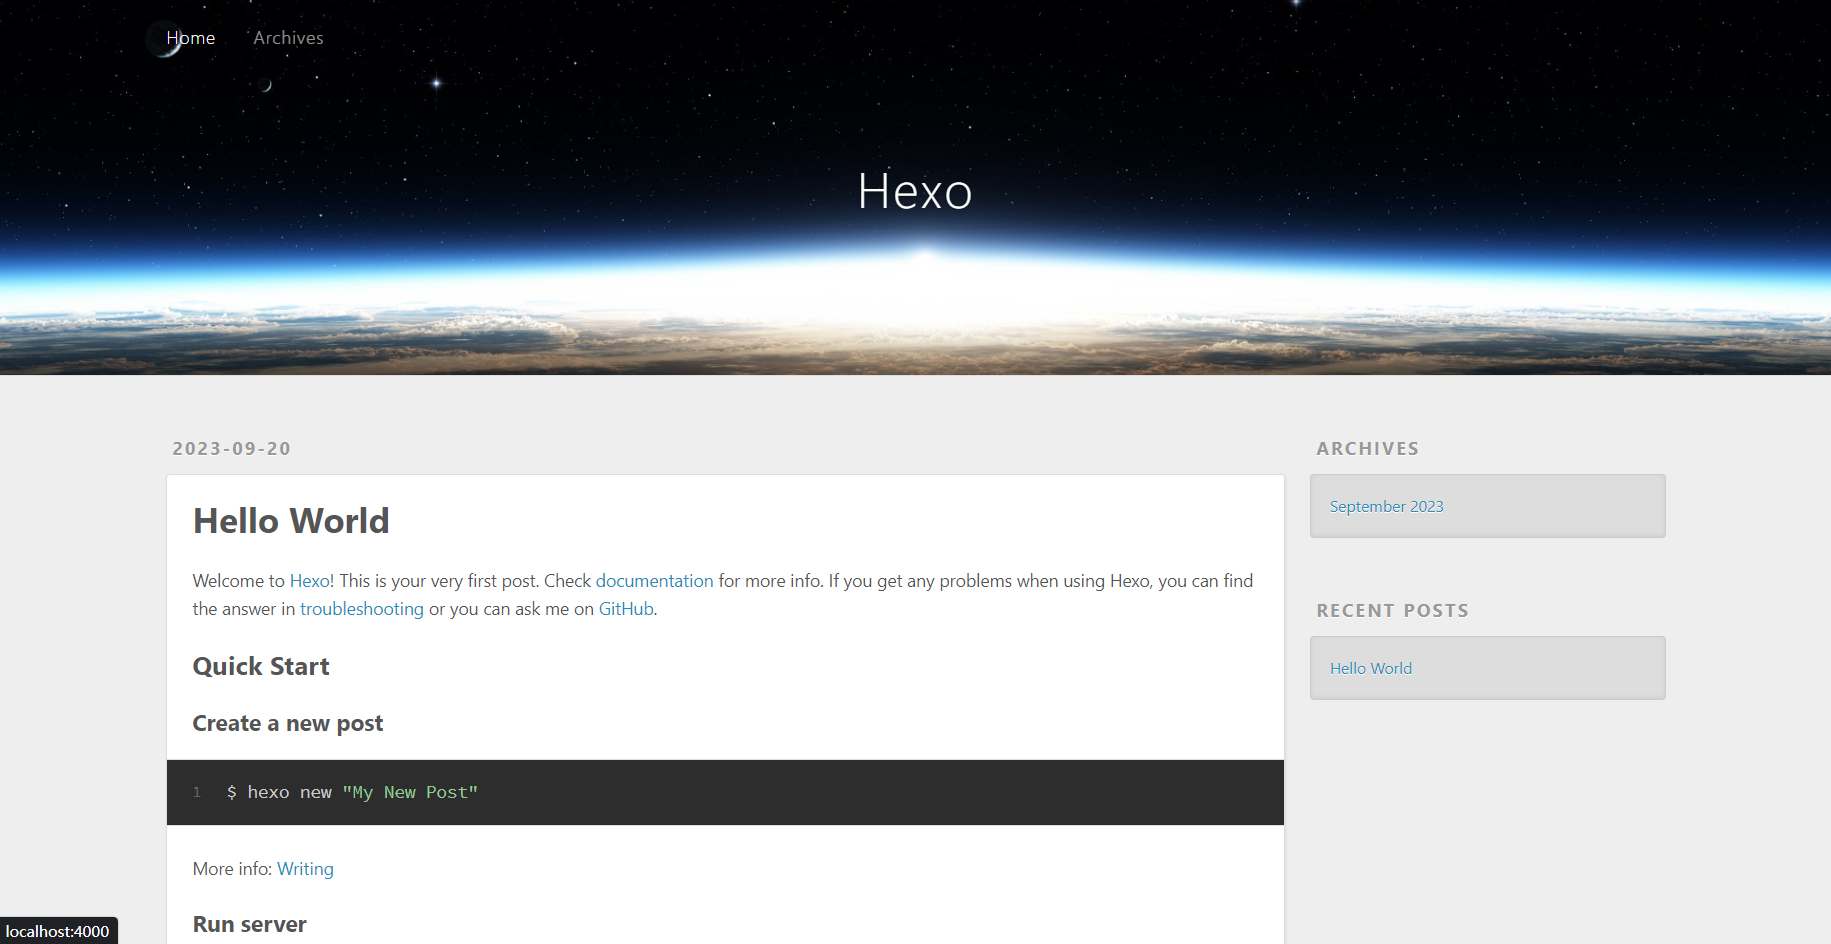 Home Archives
Hexo
2023-09-20
Hello World
Welcome to Hexo! This is your very first post. Check documentation for more info. If you get any problems when using Hexo, you can find
the answer in troubleshooting or you can ask me on GitHub.
Quick Start
Create a new post
1 $ hexo new "My New Post"
More info: Writing
Run server
ARCHIVES
September 2023
RECENT POSTS
Hello World
localhost:4000